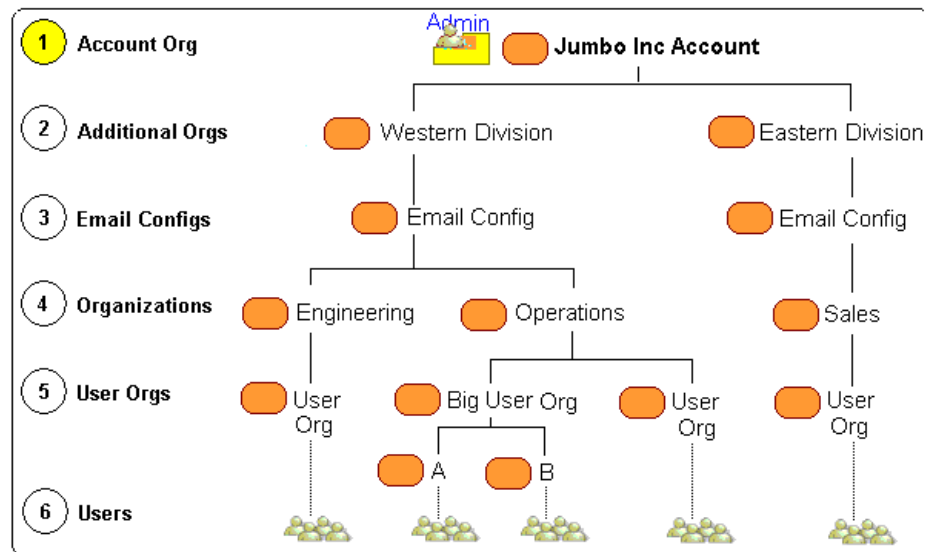 Admin
1 Account Org Jumbo Inc Account
2 Additional Orgs Western Division Eastern Division
3 Email Configs Email Config Email Config
4 Organizations Engineering Operations Sales
5 User Orgs User Big User Org User User
Org Org Org
A B
6 Users